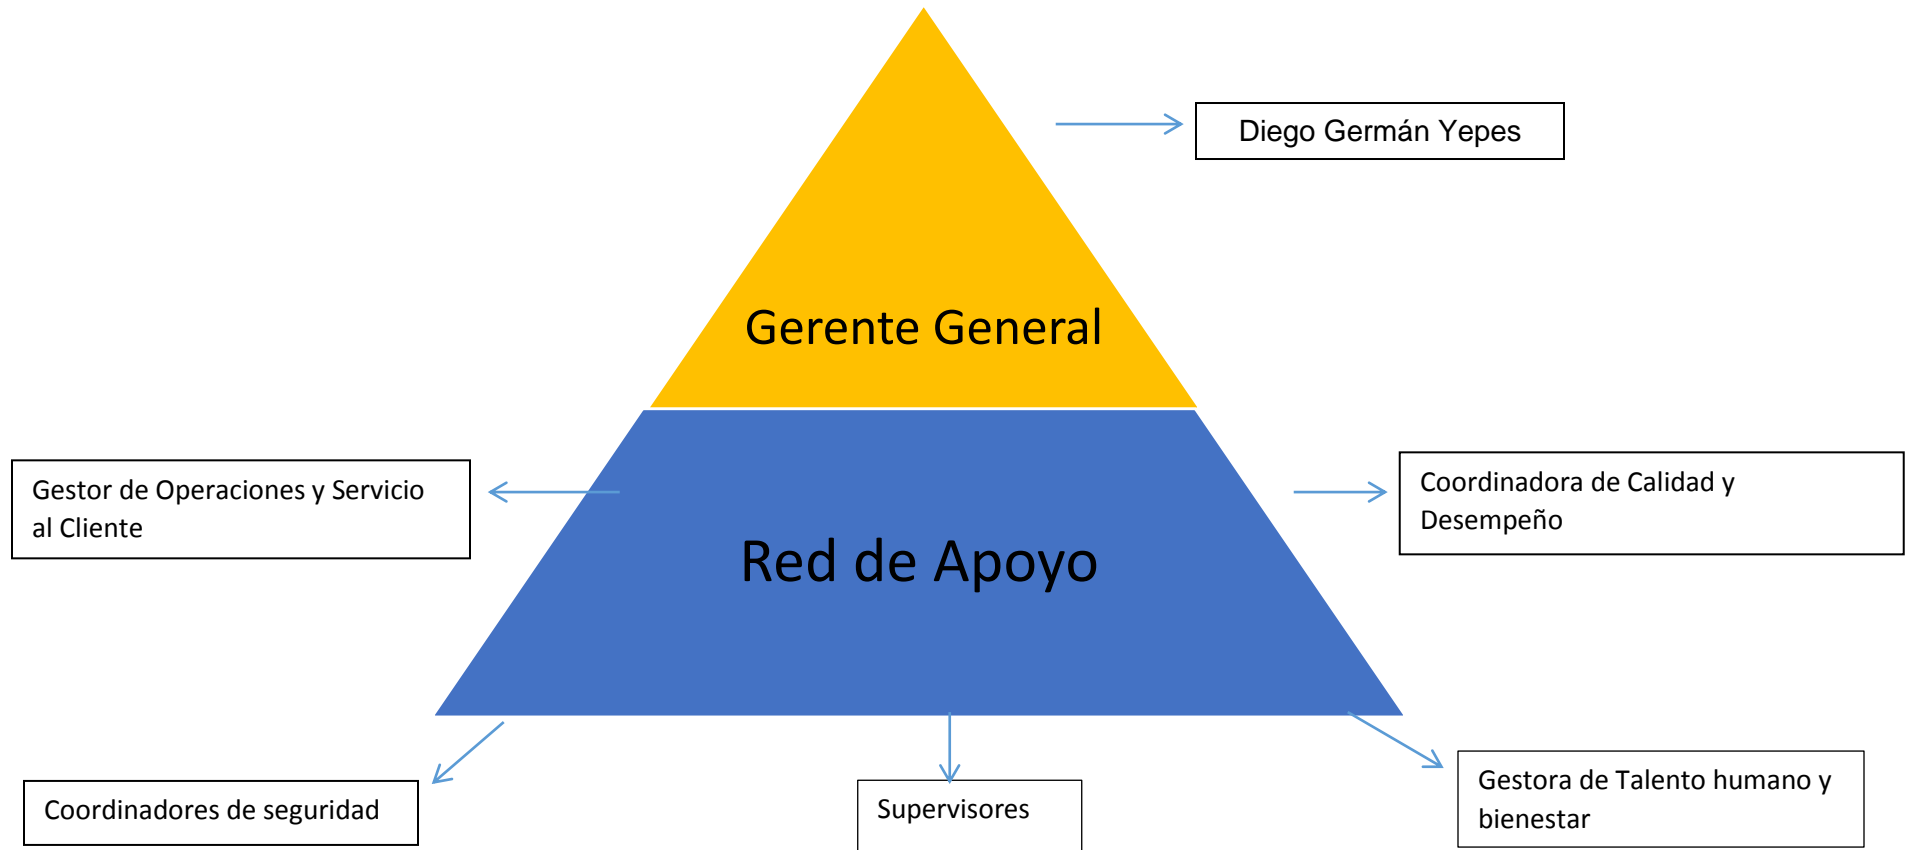 Diego Germán Yepes
Gerente General
Gestor de Operaciones y Servicio
al Cliente
Coordinadora de Calidad y
Desempeño
Red de Apoyo
Coordinadores de seguridad
Supervisores
Gestora de Talento humano y
bienestar